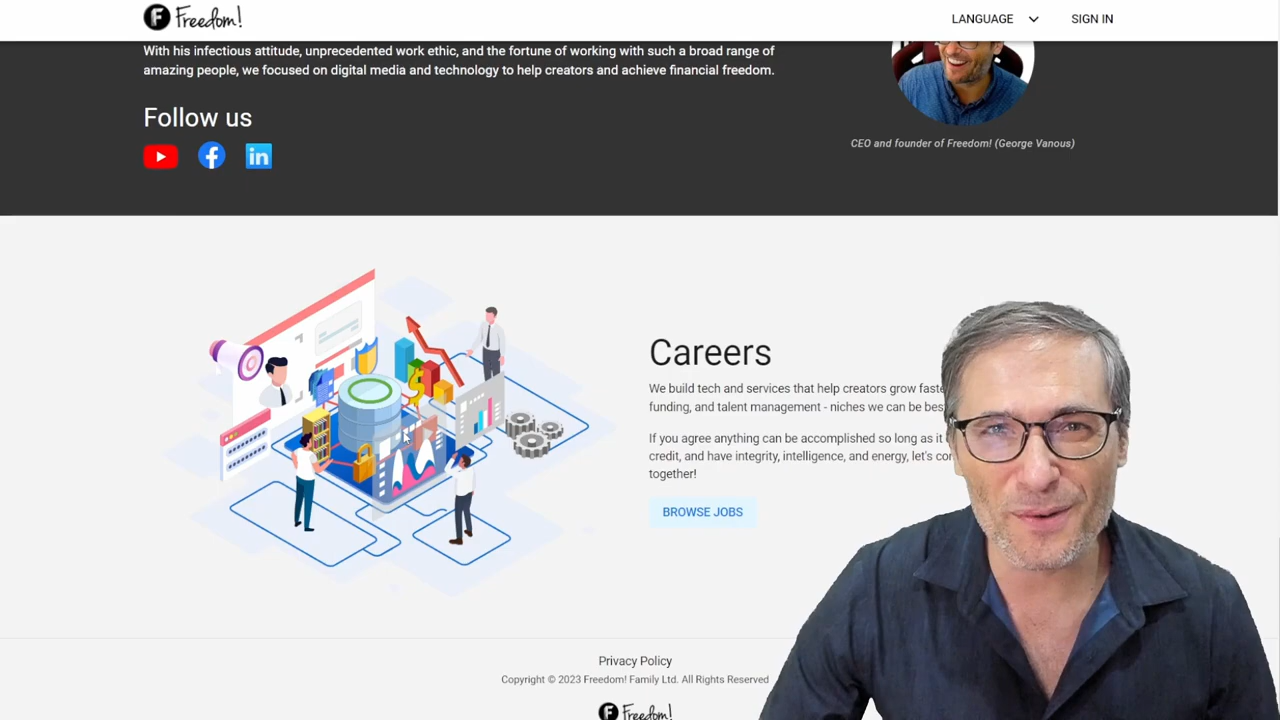 Freedom!
LANGUAGE
SIGN IN
With his infectious attitude, unprecedented work ethic, and the fortune of working with such a broad range of
amazing people, we focused on digital media and technology to help creators and achieve financial freedom.
Follow us
CEO and founder of Freedom! (George Vanous)
Careers
We build tech and services that help creators grow
funding, and talent management - niches we can be
If you agree anything can be accomplished so long as it
credit, and have integrity, intelligence, and energy, let's
together!
BROWSE JOBS
Privacy Policy
Copyright © 2023 Freedom! Family Ltd. All Rights Reserved
Freedom!